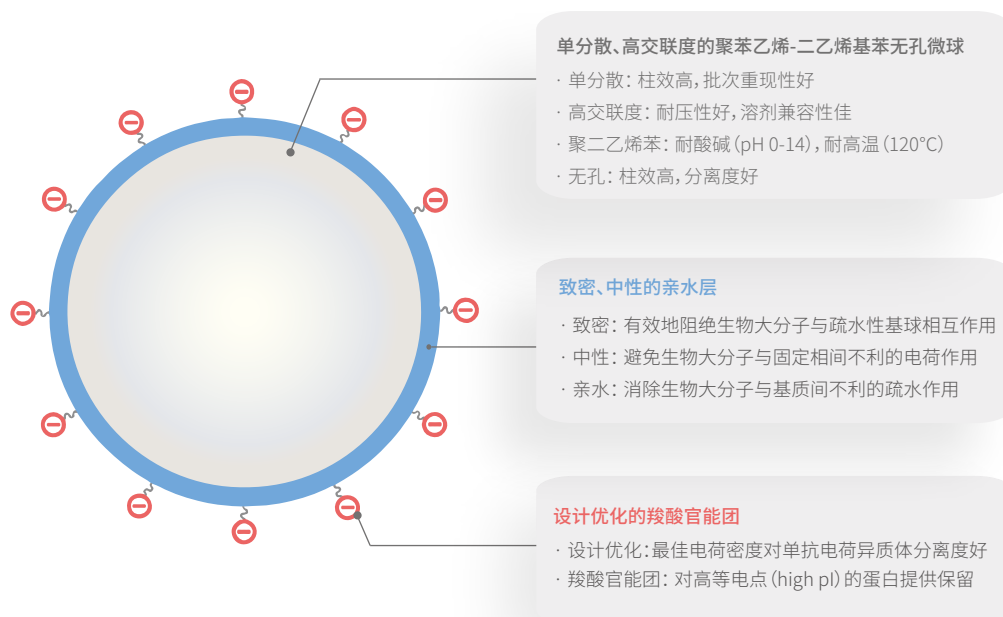 单分散、高交联度的聚苯乙烯-二乙烯基苯无孔微球
· 单分散：柱效高，批次重现性好
· 高交联度：耐压性好，溶剂兼容性佳
· 聚二乙烯苯：耐酸碱（pH 0-14），耐高温（120℃）
· 无孔：柱效高，分离度好
致密、中性的亲水层
· 致密：有效地阻绝生物大分子与疏水性基球相互作用
· 中性：避免生物大分子与固定相间不利的电荷作用
· 亲水：消除生物大分子与基质间不利的疏水作用
设计优化的羧酸官能团
· 设计优化：最佳电荷密度对单抗电荷异质体分离度好
· 羧酸官能团：对高等电点（high pI）的蛋白提供保留